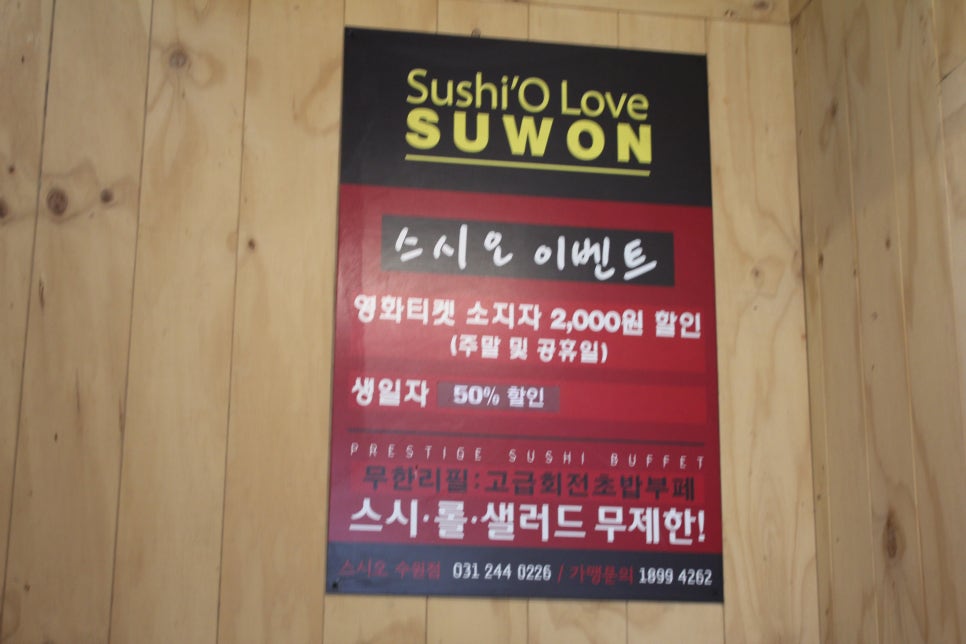 Sushi'O Love
SUWON
스시오 이벤트
영화티켓 소지자 2,000원 할인
(주말 및 공휴일)
생일자 50% 할인
PRESTIGE SUSHI BUFFET
무한리필:고급회전초밥부페
스시·롤·샐러드 무제한!
스시오 수원점 031 244 0226 / 가맹문의 1899 4262